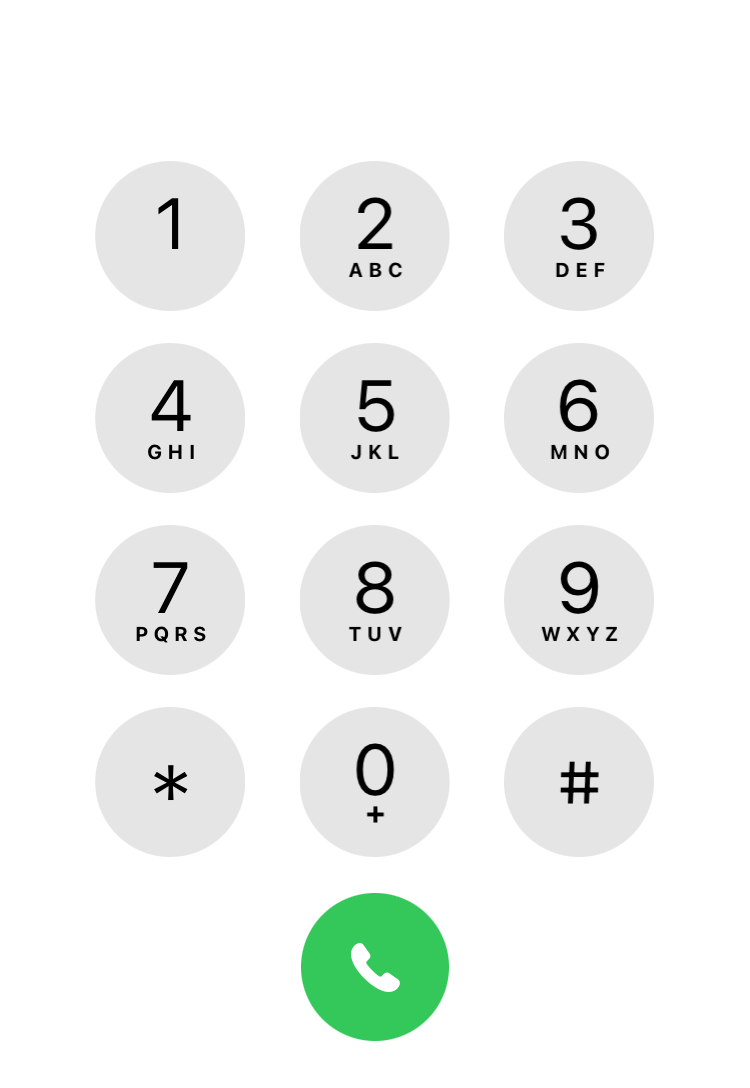 1 2 3
ABC DEF
4 5 6
GHI JKL MNO
7 8 9
PQRS TUV WXYZ
* 0 #
+